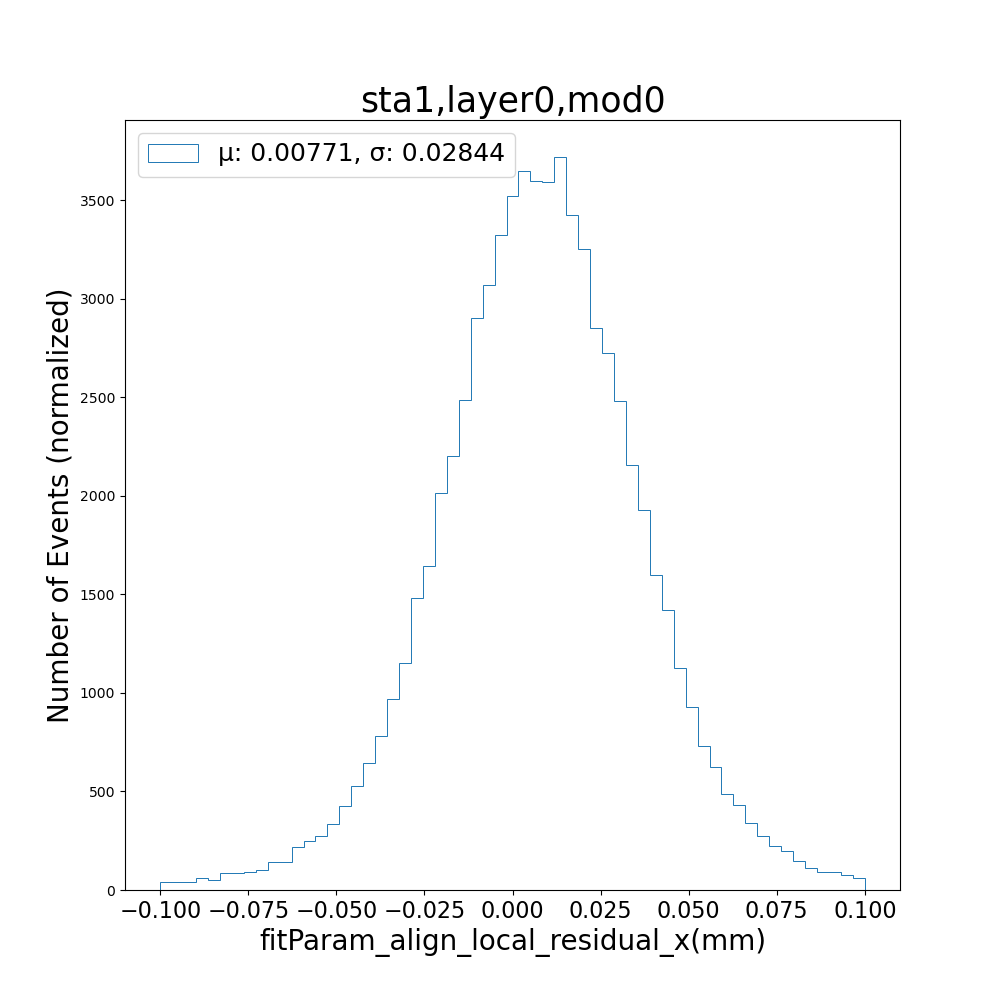 sta1,layer0,mod0
μ: 0.00771, σ: 0.02844
Number of Events (normalized)
3500
3000
2500
2000
1500
1000
500
0
−0.100 −0.075 −0.050 −0.025 0.000 0.025 0.050 0.075 0.100
fitParam_align_local_residual_x(mm)